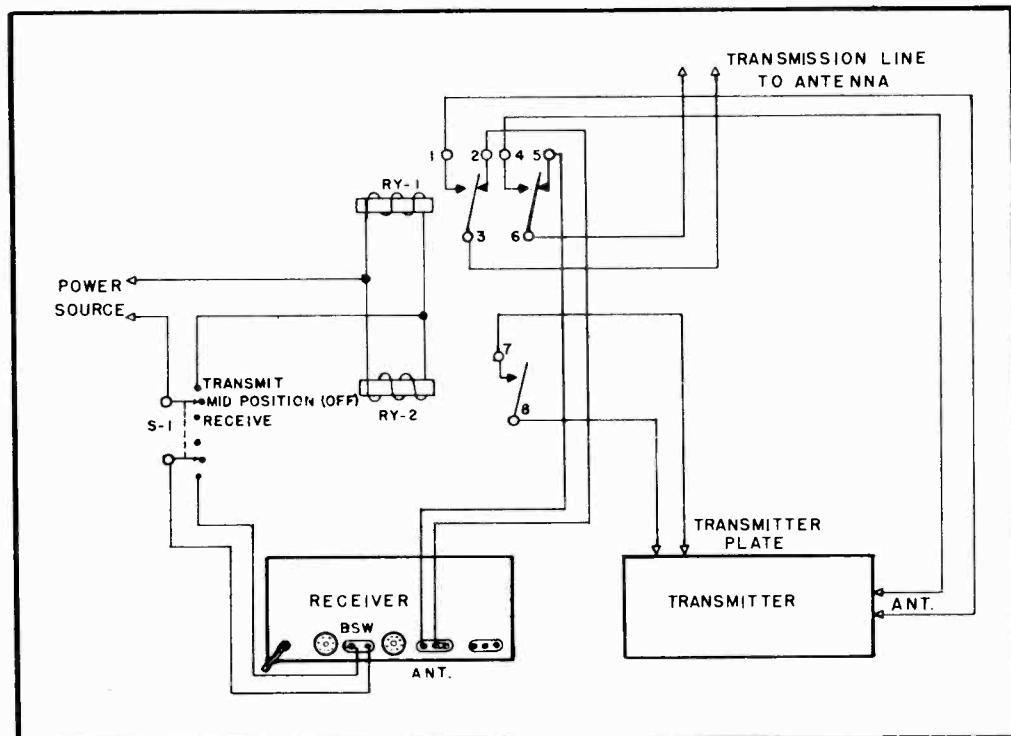 TRANSMISSION LINE
TO ANTENNA
1
2
4
5
RY-1
3
6
POWER
SOURCE
7
TRANSMIT
MID POSITION (OFF)
RECEIVE
RY-2
8
S-1
TRANSMITTER
PLATE
RECEIVER
BSW
ANT.
TRANSMITTER
ANT.